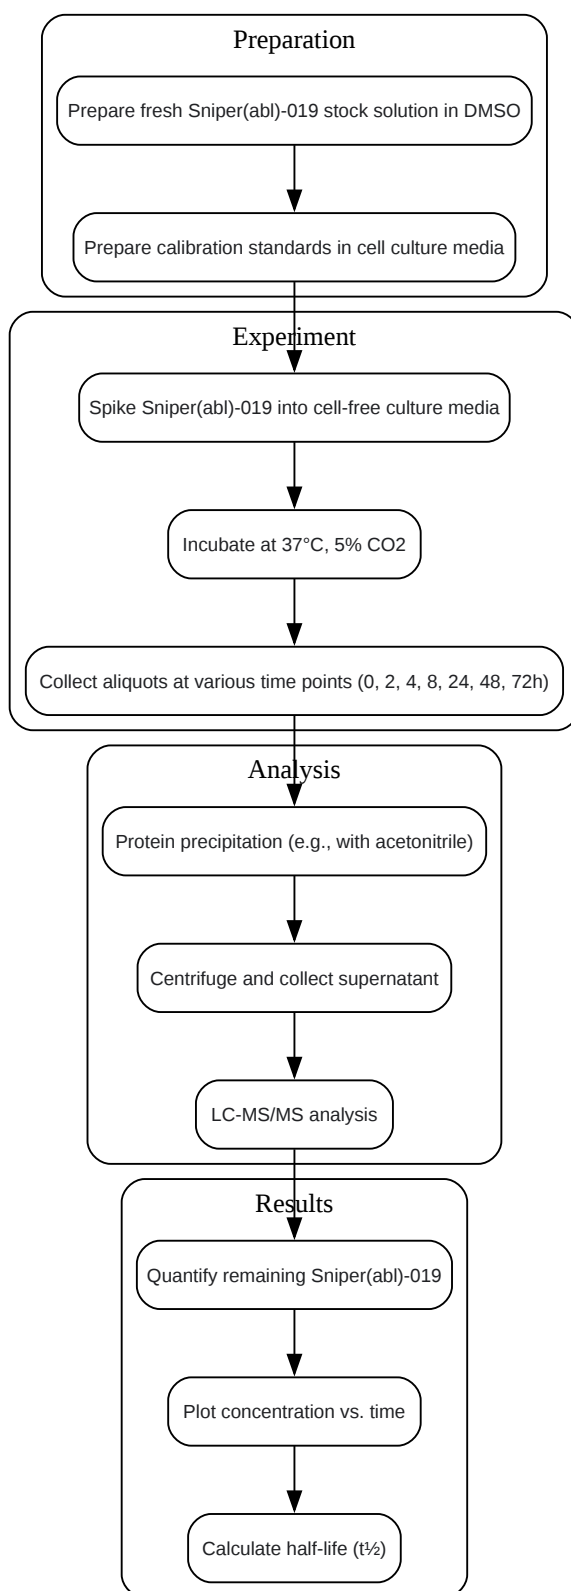 Preparation
Prepare fresh Sniper(abl)-019 stock solution in DMSO
Prepare calibration standards in cell culture media
Experiment
Spike Sniper(abl)-019 into cell-free culture media
Incubate at 37°C, 5% CO2
Collect aliquots at various time points (0, 2, 4, 8, 24, 48, 72h)
Analysis
Protein precipitation (e.g., with acetonitrile)
Centrifuge and collect supernatant
LC-MS/MS analysis
Results
Quantify remaining Sniper(abl)-019
Plot concentration vs. time
Calculate half-life (t½)